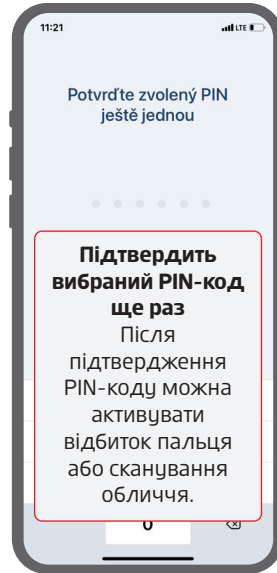 11:21 LTE
Potvrďte zvolený PIN
ještě jednou
Підтвердить
вибраний PIN-код
ще раз
Після
підтвердження
PIN-коду можна
активувати
відбиток пальця
або сканування
обличчя.
0